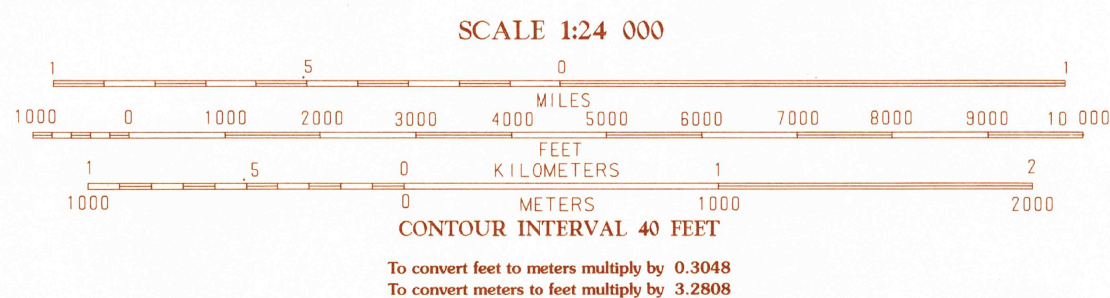 SCALE 1:24 000
1 .5 0 1
MILES
1000 0 1000 2000 3000 4000 5000 6000 7000 8000 9000 10 000
FEET
1 .5 0 KILOMETERS 1 2
1000 0 METERS 1000 2000
CONTOUR INTERVAL 40 FEET
To convert feet to meters multiply by 0.3048
To convert meters to feet multiply by 3.2808